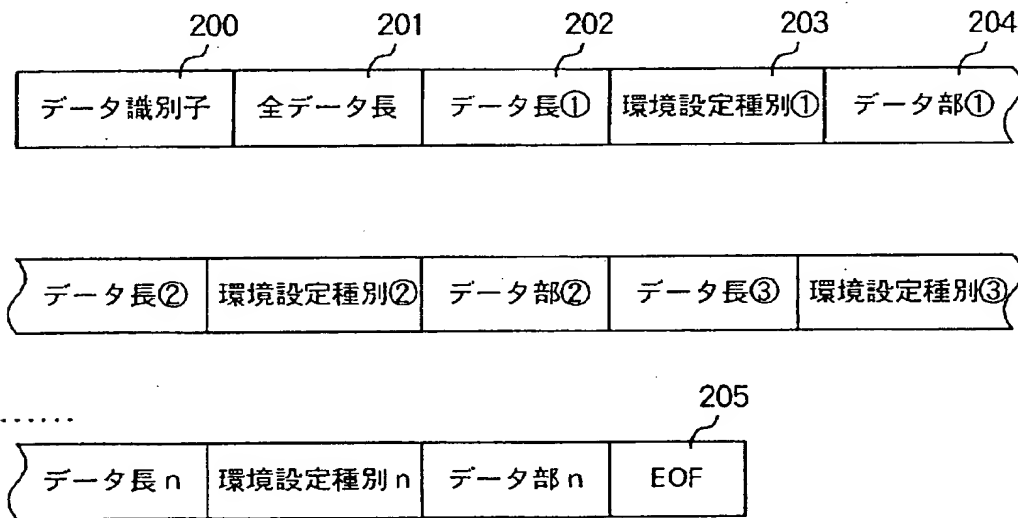 200 201 202 203 204
データ識別子 全データ長 データ長① 環境設定種別① データ部①
データ長② 環境設定種別② データ部② データ長③ 環境設定種別③
......
205
データ長n 環境設定種別n データ部n EOF